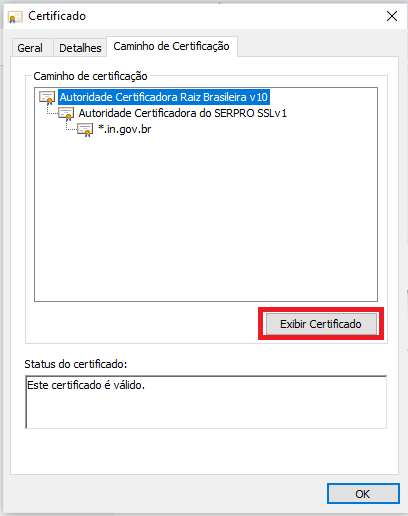 Certificado
Geral
Detalhes
Caminho de Certificação
Caminho de certificação
Autoridade Certificadora Raiz Brasileira v10
Autoridade Certificadora do SERPRO SSLv1
*.in.gov.br
Exibir Certificado
Status do certificado:
Este certificado é válido.
OK